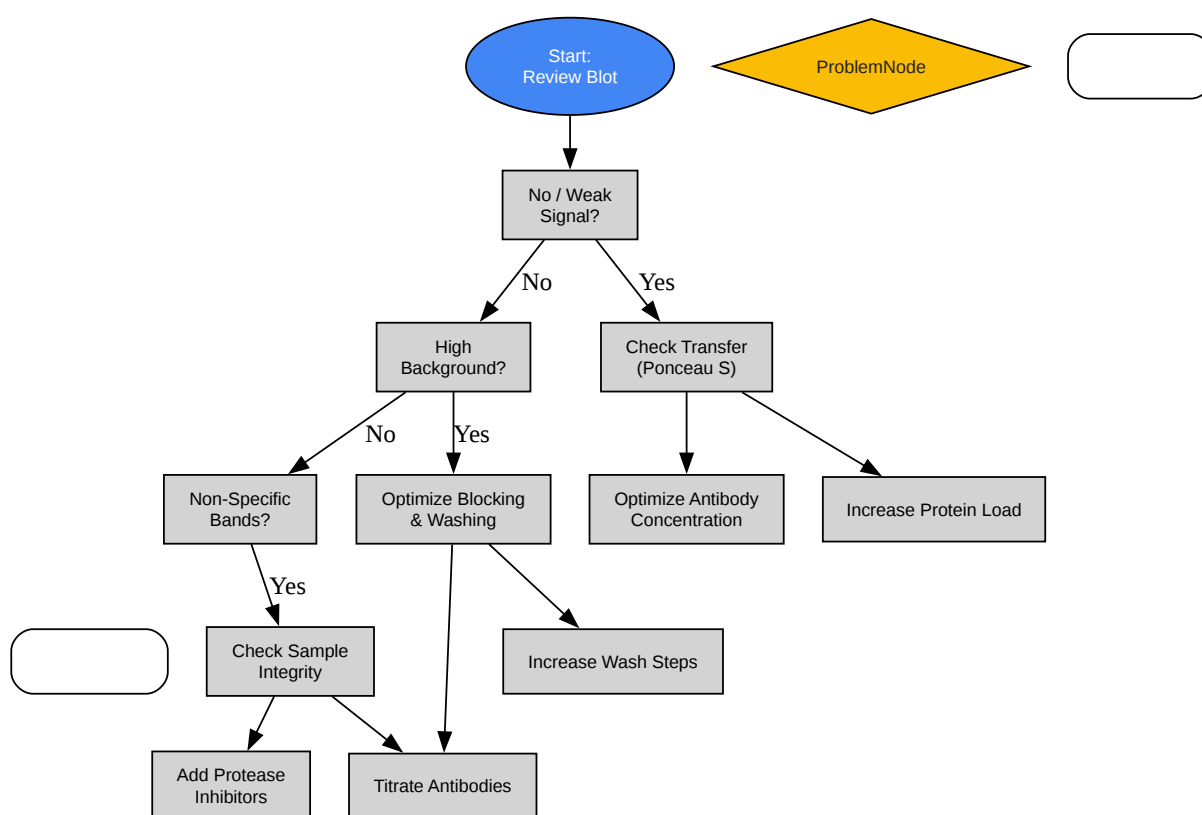 Start:
Review Blot
ProblemNode
No / Weak
Signal?
No
Yes
High
Background?
Check Transfer
(Ponceau S)
No
Yes
Non-Specific
Bands?
Optimize Blocking
& Washing
Optimize Antibody
Concentration
Increase Protein Load
Yes
Check Sample
Integrity
Increase Wash Steps
Add Protease
Inhibitors
Titrate Antibodies